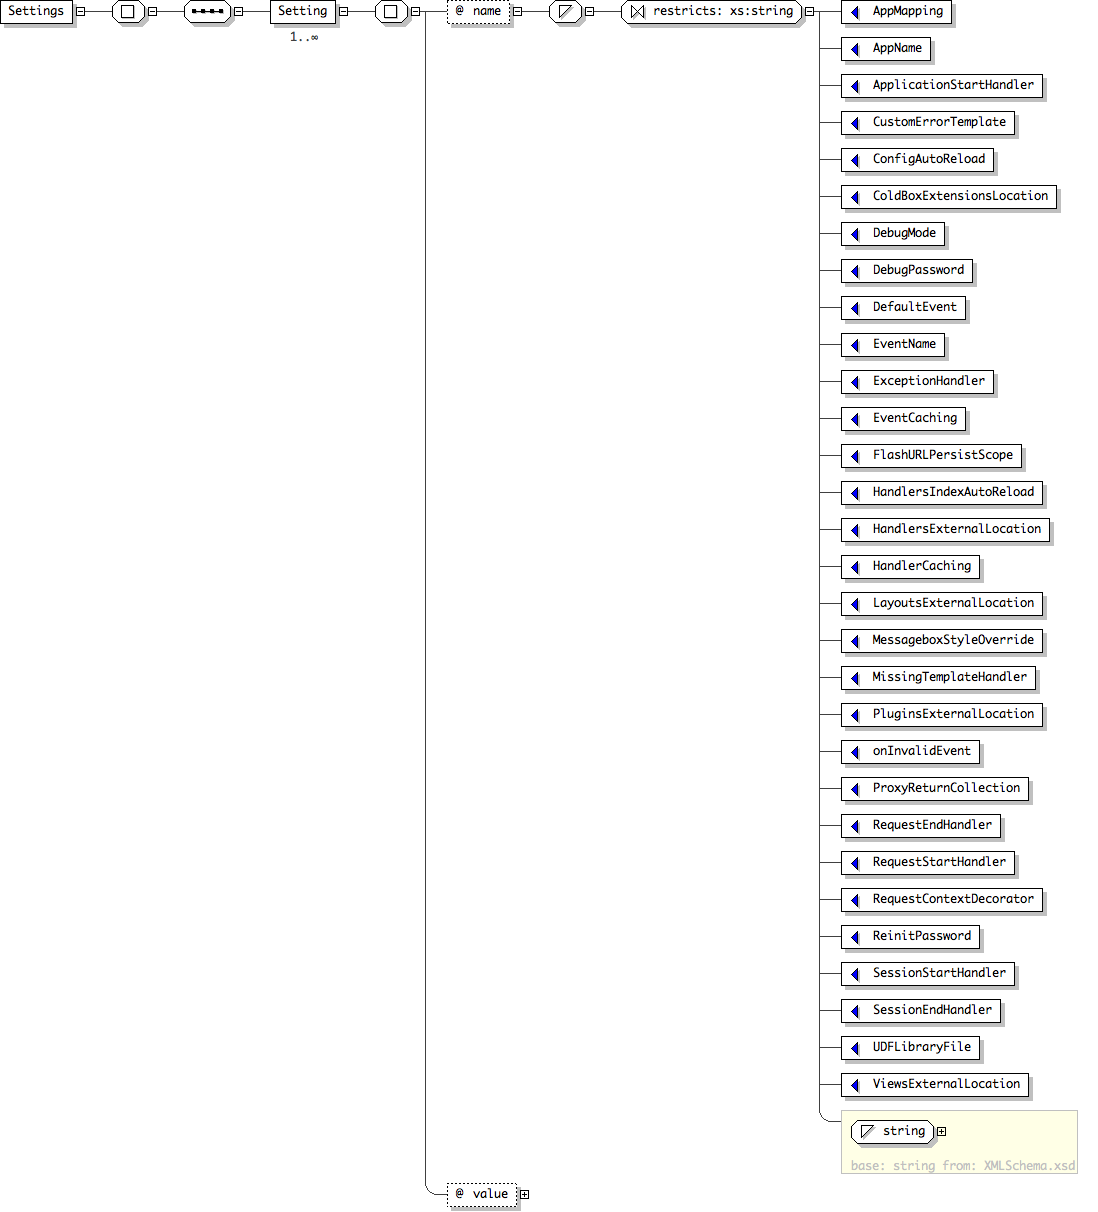 Settings
Setting
1..∞
@ name
restricts: xs:string
AppMapping
AppName
ApplicationStartHandler
CustomErrorTemplate
ConfigAutoReload
ColdBoxExtensionsLocation
DebugMode
DebugPassword
DefaultEvent
EventName
ExceptionHandler
EventCaching
FlashURLPersistScope
HandlersIndexAutoReload
HandlersExternalLocation
HandlerCaching
LayoutsExternalLocation
MessageboxStyleOverride
MissingTemplateHandler
PluginsExternalLocation
onInvalidEvent
ProxyReturnCollection
RequestEndHandler
RequestStartHandler
RequestContextDecorator
ReinitPassword
SessionStartHandler
SessionEndHandler
UDFLibraryFile
ViewsExternalLocation
string
base: string from: XMLSchema.xsd
@ value